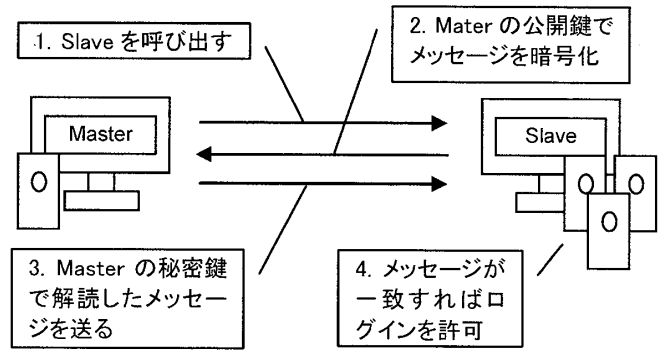 1. Slave を呼び出す
2. Mater の公開鍵で
メッセージを暗号化
Master
Slave
3. Master の秘密鍵
で解読したメッセー
ジを送る
4. メッセージが
一致すればロ
グインを許可